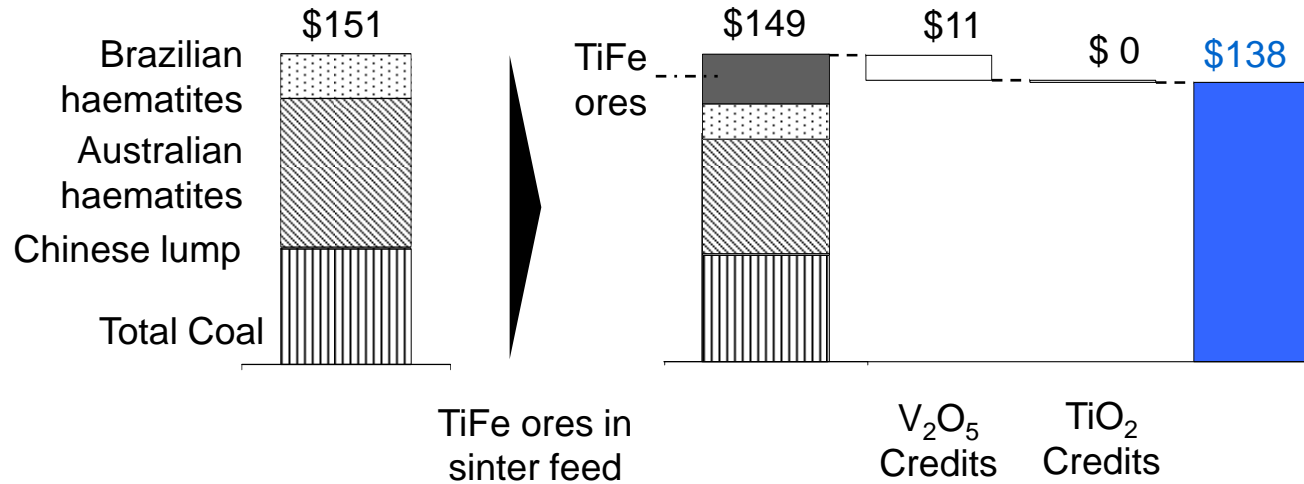 $151
Brazilian
haematites
Australian
haematites
Chinese lump
Total Coal
TiFe ores in
sinter feed
$149
TiFe
ores
$11
$ 0
$138
V₂O₅
Credits
TiO₂
Credits